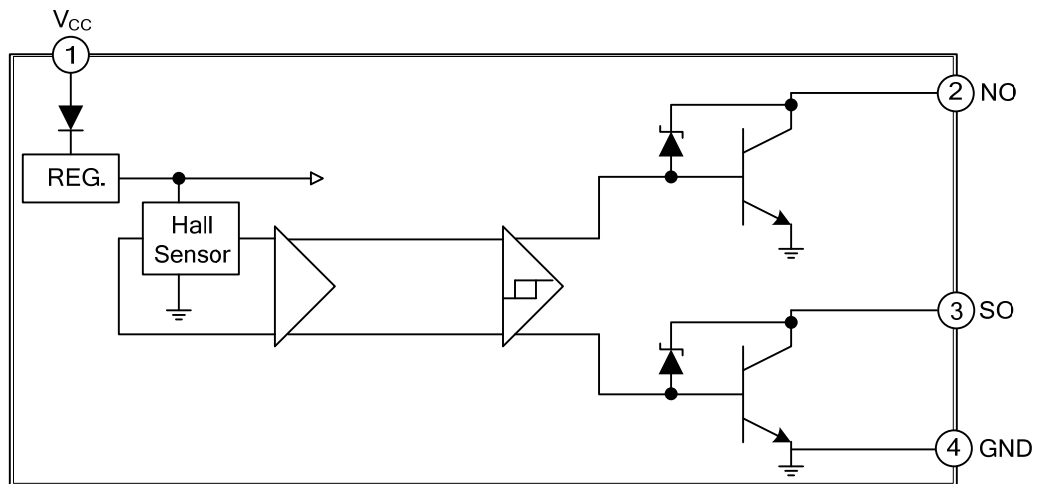 VCC
1
2 NO
REG.
Hall
Sensor
3 SO
4 GND